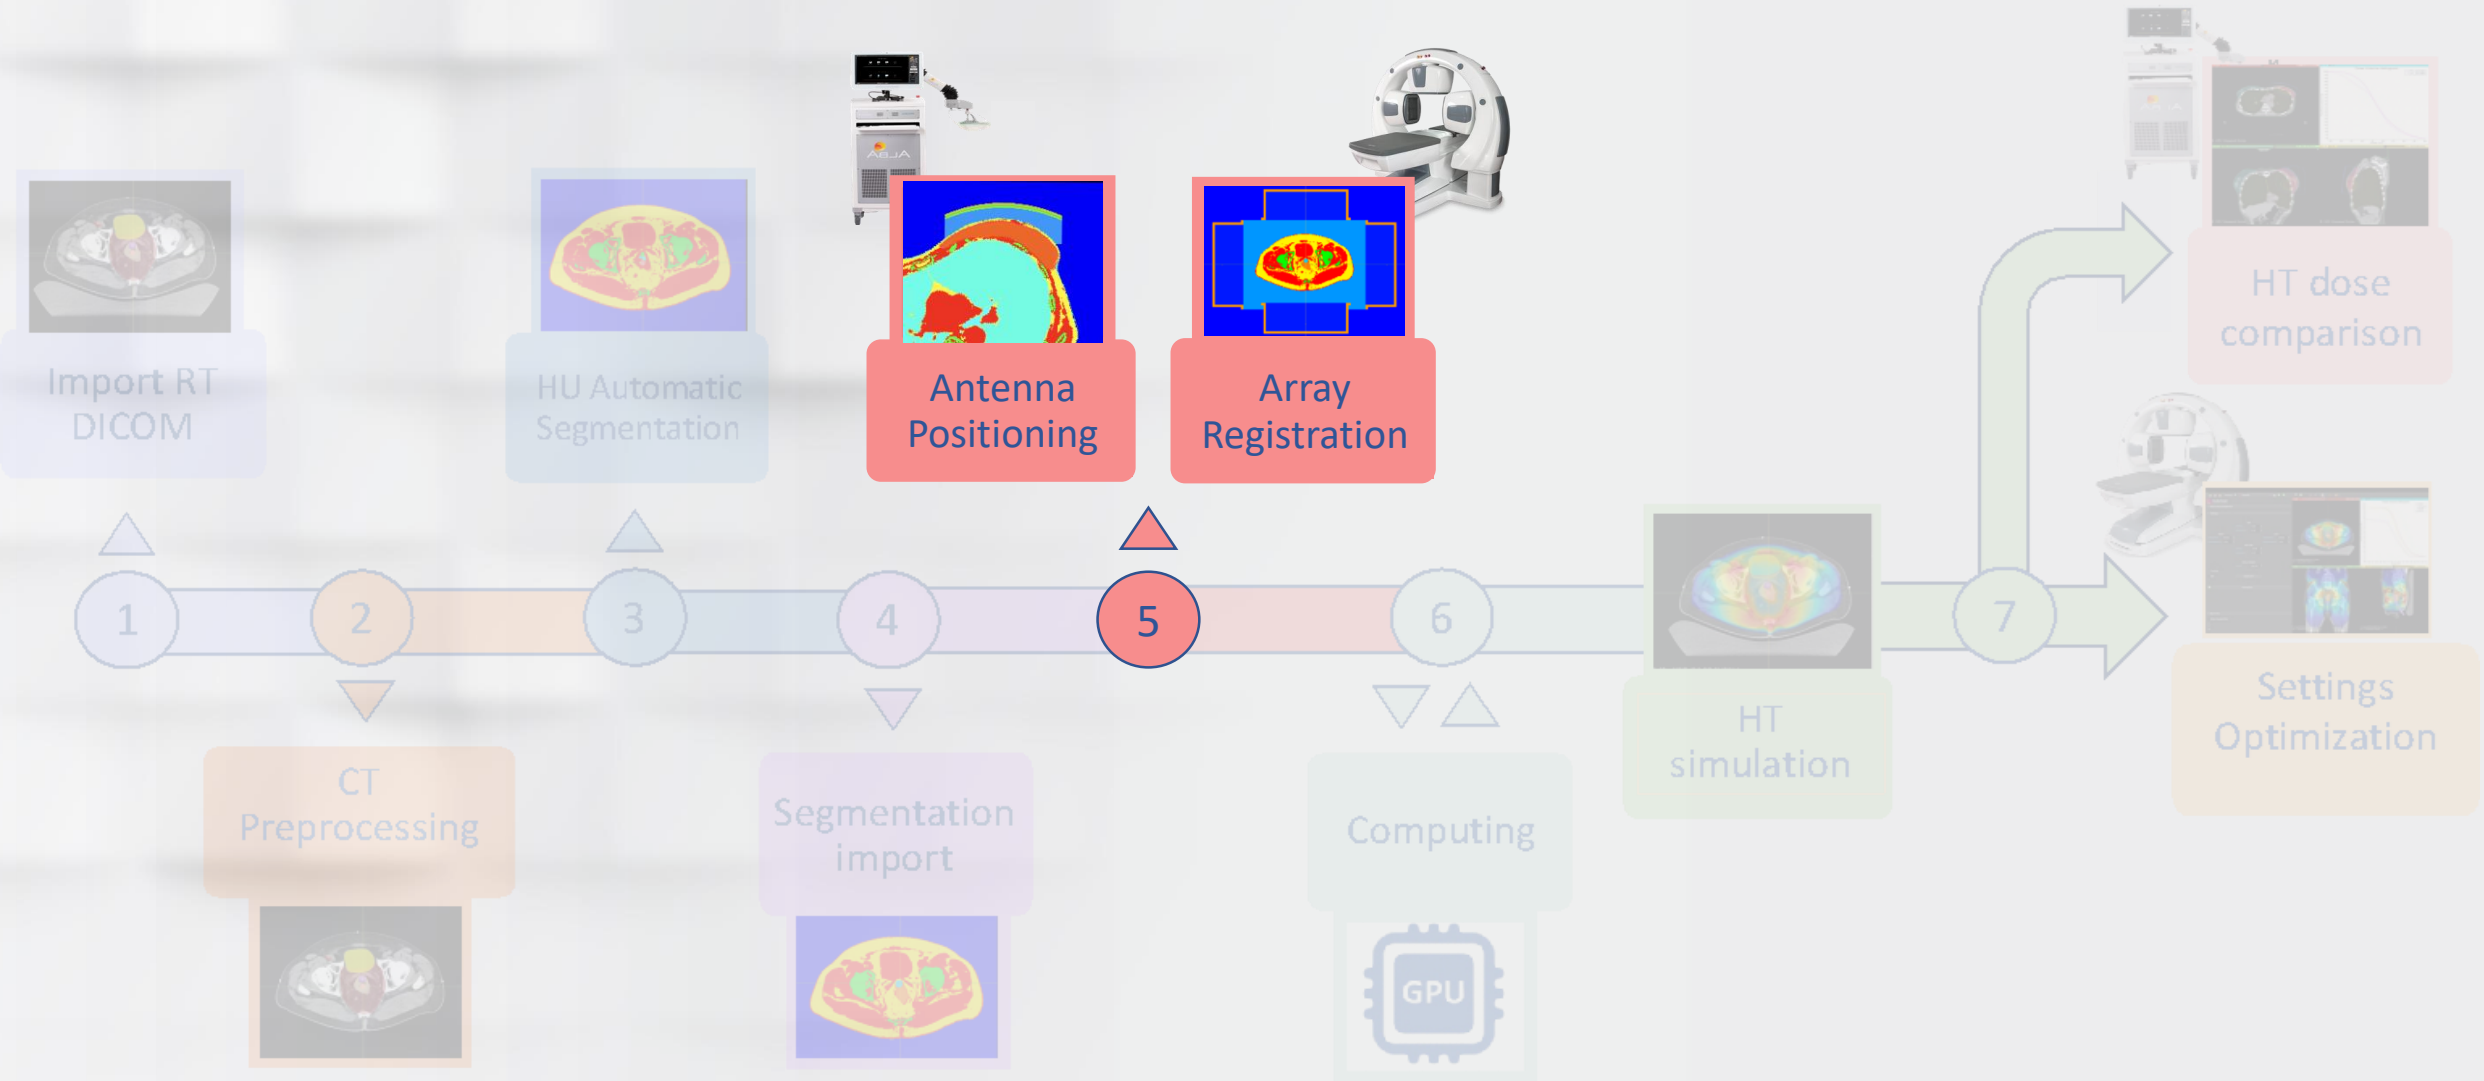 Import RT
DICOM
HU Automatic
Segmentation
ALBA
Antenna
Positioning
Array
Registration
HT dose
comparison
1
2
3
4
5
6
7
CT
Preprocessing
Segmentation
import
Computing
GPU
HT
simulation
Settings
Optimization